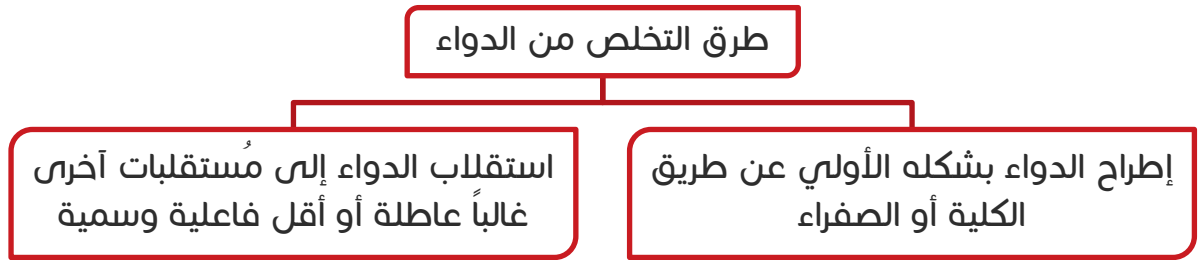 طرق التخلص من الدواء
إطراح الدواء بشكله الأولي عن طريق
الكلية أو الصفراء
استقلاب الدواء إلى مُستقلبات آخرى
غالباً عاطلة أو أقل فاعلية وسمية